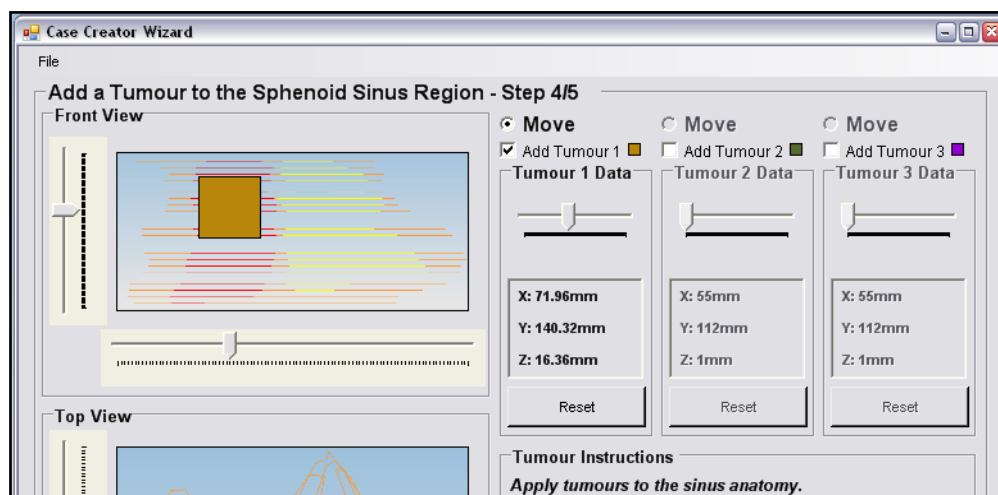 Case Creator Wizard
File
Add a Tumour to the Sphenoid Sinus Region - Step 4/5
Front View
Move
Add Tumour 1
Tumour 1 Data
X: 71.96mm
Y: 140.32mm
Z: 16.36mm
Reset
Move
Add Tumour 2
Tumour 2 Data
X: 55mm
Y: 112mm
Z: 1mm
Reset
Move
Add Tumour 3
Tumour 3 Data
X: 55mm
Y: 112mm
Z: 1mm
Reset
Top View
Tumour Instructions
Apply tumours to the sinus anatomy.